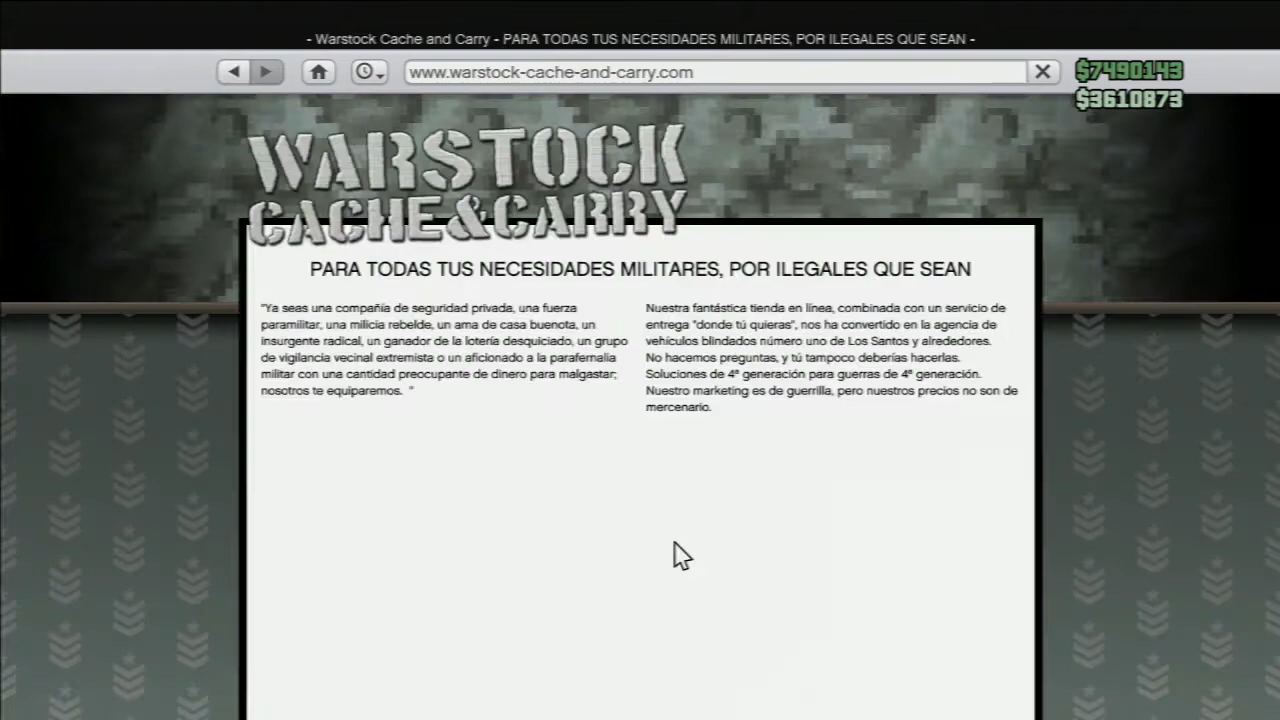 - Warstock Cache and Carry - PARA TODAS TUS NECESIDADES MILITARES, POR ILEGALES QUE SEAN -
www.warstock-cache-and-carry.com
$7490143
$3610873
WARSTOCK
CACHE&CARRY
PARA TODAS TUS NECESIDADES MILITARES, POR ILEGALES QUE SEAN
"Ya seas una compañía de seguridad privada, una fuerza
paramilitar, una milicia rebelde, un ama de casa buenota, un
insurgente radical, un ganador de la lotería desquiciado, un grupo
de vigilancia vecinal extremista o un aficionado a la parafernalia
militar con una cantidad preocupante de dinero para malgastar;
nosotros te equiparemos. "
Nuestra fantástica tienda en línea, combinada con un servicio de
entrega "donde tú quieras", nos ha convertido en la agencia de
vehículos blindados número uno de Los Santos y alrededores.
No hacemos preguntas, y tú tampoco deberías hacerlas.
Soluciones de 4ª generación para guerras de 4ª generación.
Nuestro marketing es de guerrilla, pero nuestros precios no son de
mercenario.